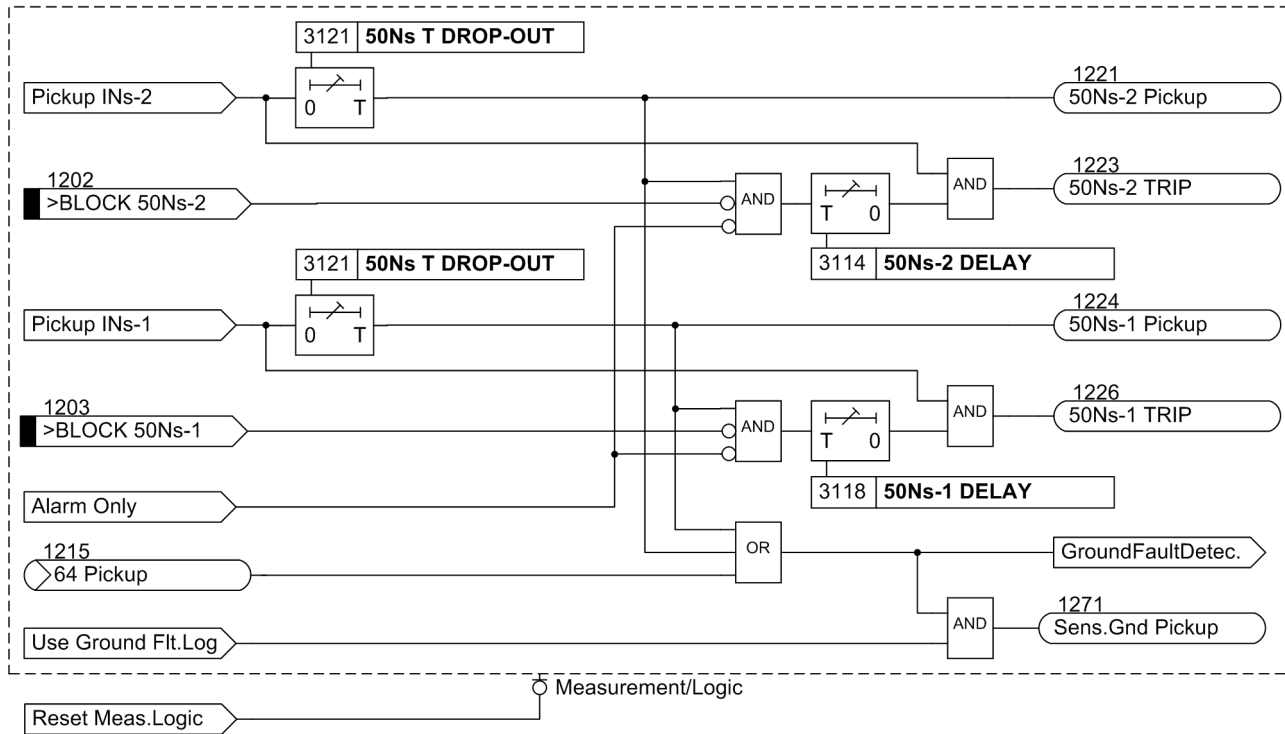 3121 50Ns T DROP-OUT
Pickup INs-2
0 T
1221
50Ns-2 Pickup
1202
>BLOCK 50Ns-2
AND
T 0
AND
1223
50Ns-2 TRIP
3114 50Ns-2 DELAY
3121 50Ns T DROP-OUT
Pickup INs-1
0 T
1224
50Ns-1 Pickup
1203
>BLOCK 50Ns-1
AND
T 0
AND
1226
50Ns-1 TRIP
3118 50Ns-1 DELAY
Alarm Only
1215
64 Pickup
OR
GroundFaultDetec.
Use Ground Flt.Log
AND
1271
Sens.Gnd Pickup
Measurement/Logic
Reset Meas.Logic